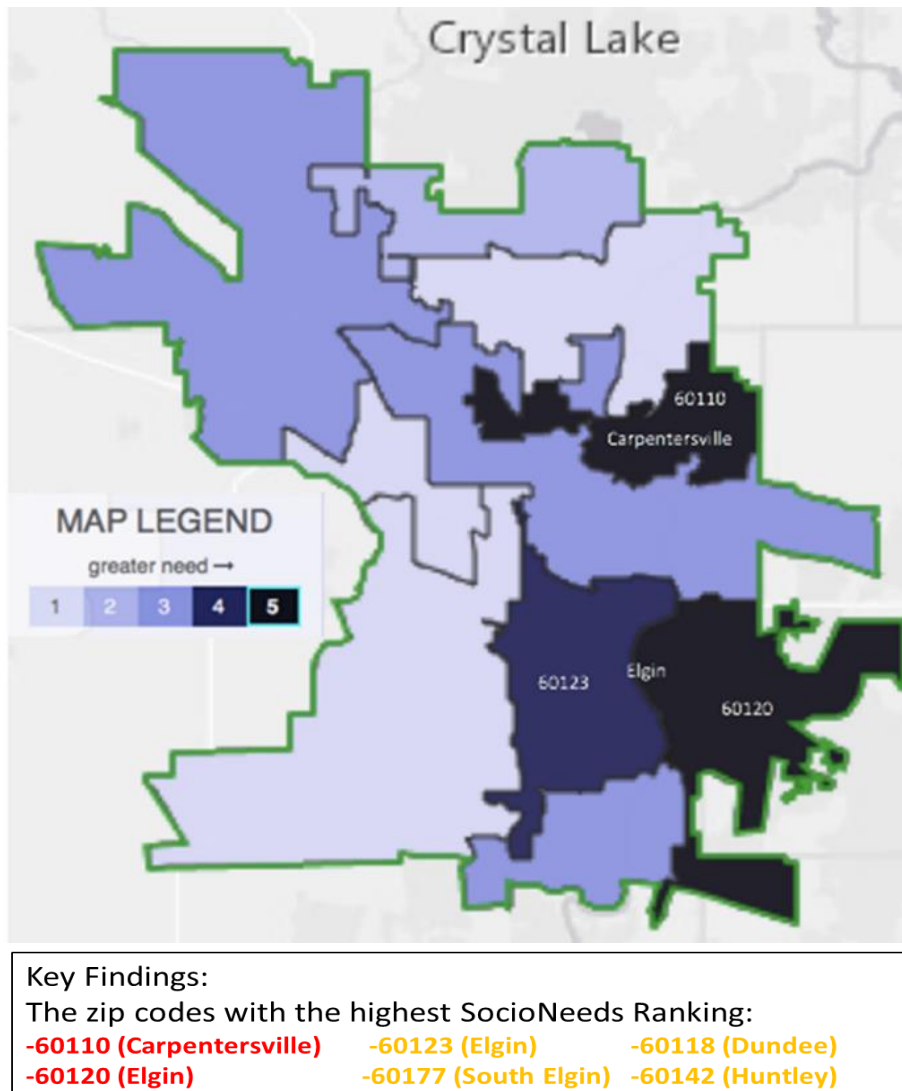 Crystal Lake
60110
Carpentersville
MAP LEGEND
greater need →
1 2 3 4 5
Elgin
60123
60120
Key Findings:
The zip codes with the highest SocioNeeds Ranking:
-60110 (Carpentersville) -60123 (Elgin) -60118 (Dundee)
-60120 (Elgin) -60177 (South Elgin) -60142 (Huntley)